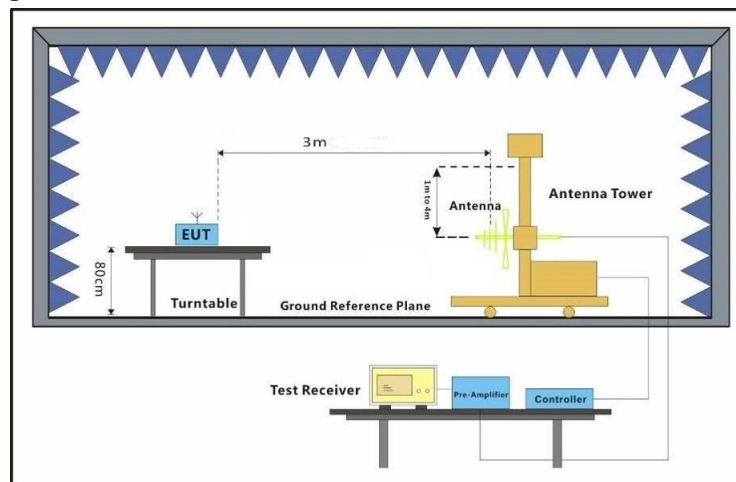 3m
1m to 4m
Antenna
Antenna Tower
EUT
80cm
Turntable
Ground Reference Plane
Test Receiver
Pre-Amplifier
Controller